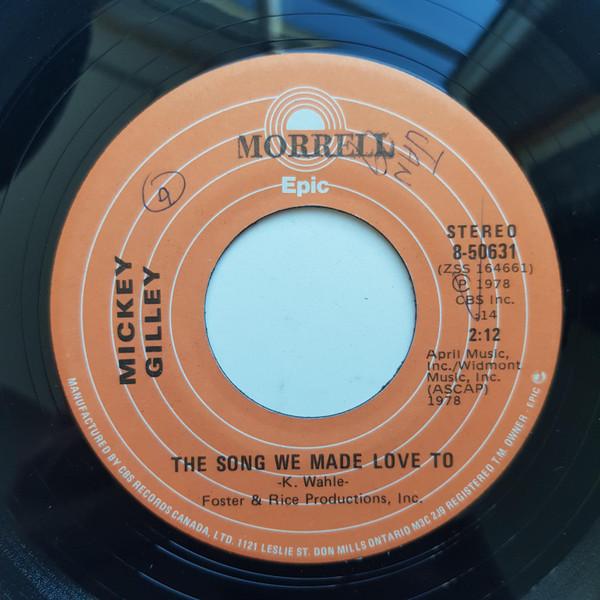 MORRELL
Epic
STEREO
8-50631
(ZSS 164661)
℗ 1978
CBS Inc.
.14
2:12
April Music,
Inc./Widmont
Music, Inc.
(ASCAP)
1978
MICKEY
GILLEY
THE SONG WE MADE LOVE TO
-K. Wahle-
Foster & Rice Productions, Inc.
MANUFACTURED BY CBS RECORDS CANADA, LTD. 1121 LESLIE ST. DON MILLS ONTARIO M3C 2J9 REGISTERED T.M. OWNER - EPIC